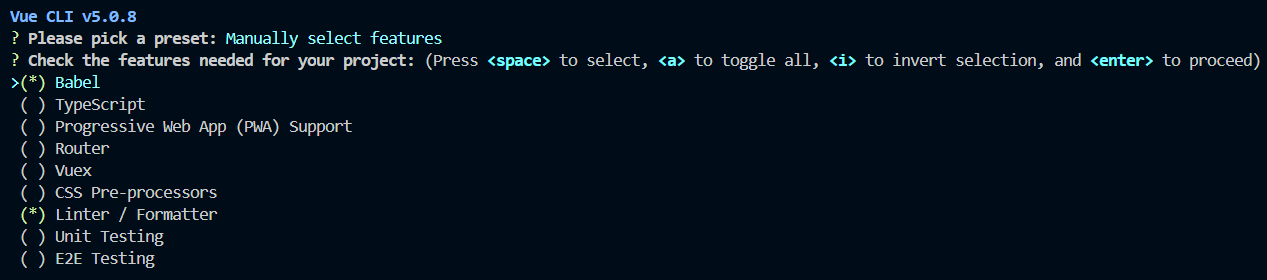 Vue CLI v5.0.8
? Please pick a preset: Manually select features
? Check the features needed for your project: (Press <space> to select, <a> to toggle all, <i> to invert selection, and <enter> to proceed)
>(*) Babel
 ( ) TypeScript
 ( ) Progressive Web App (PWA) Support
 ( ) Router
 ( ) Vuex
 ( ) CSS Pre-processors
 (*) Linter / Formatter
 ( ) Unit Testing
 ( ) E2E Testing